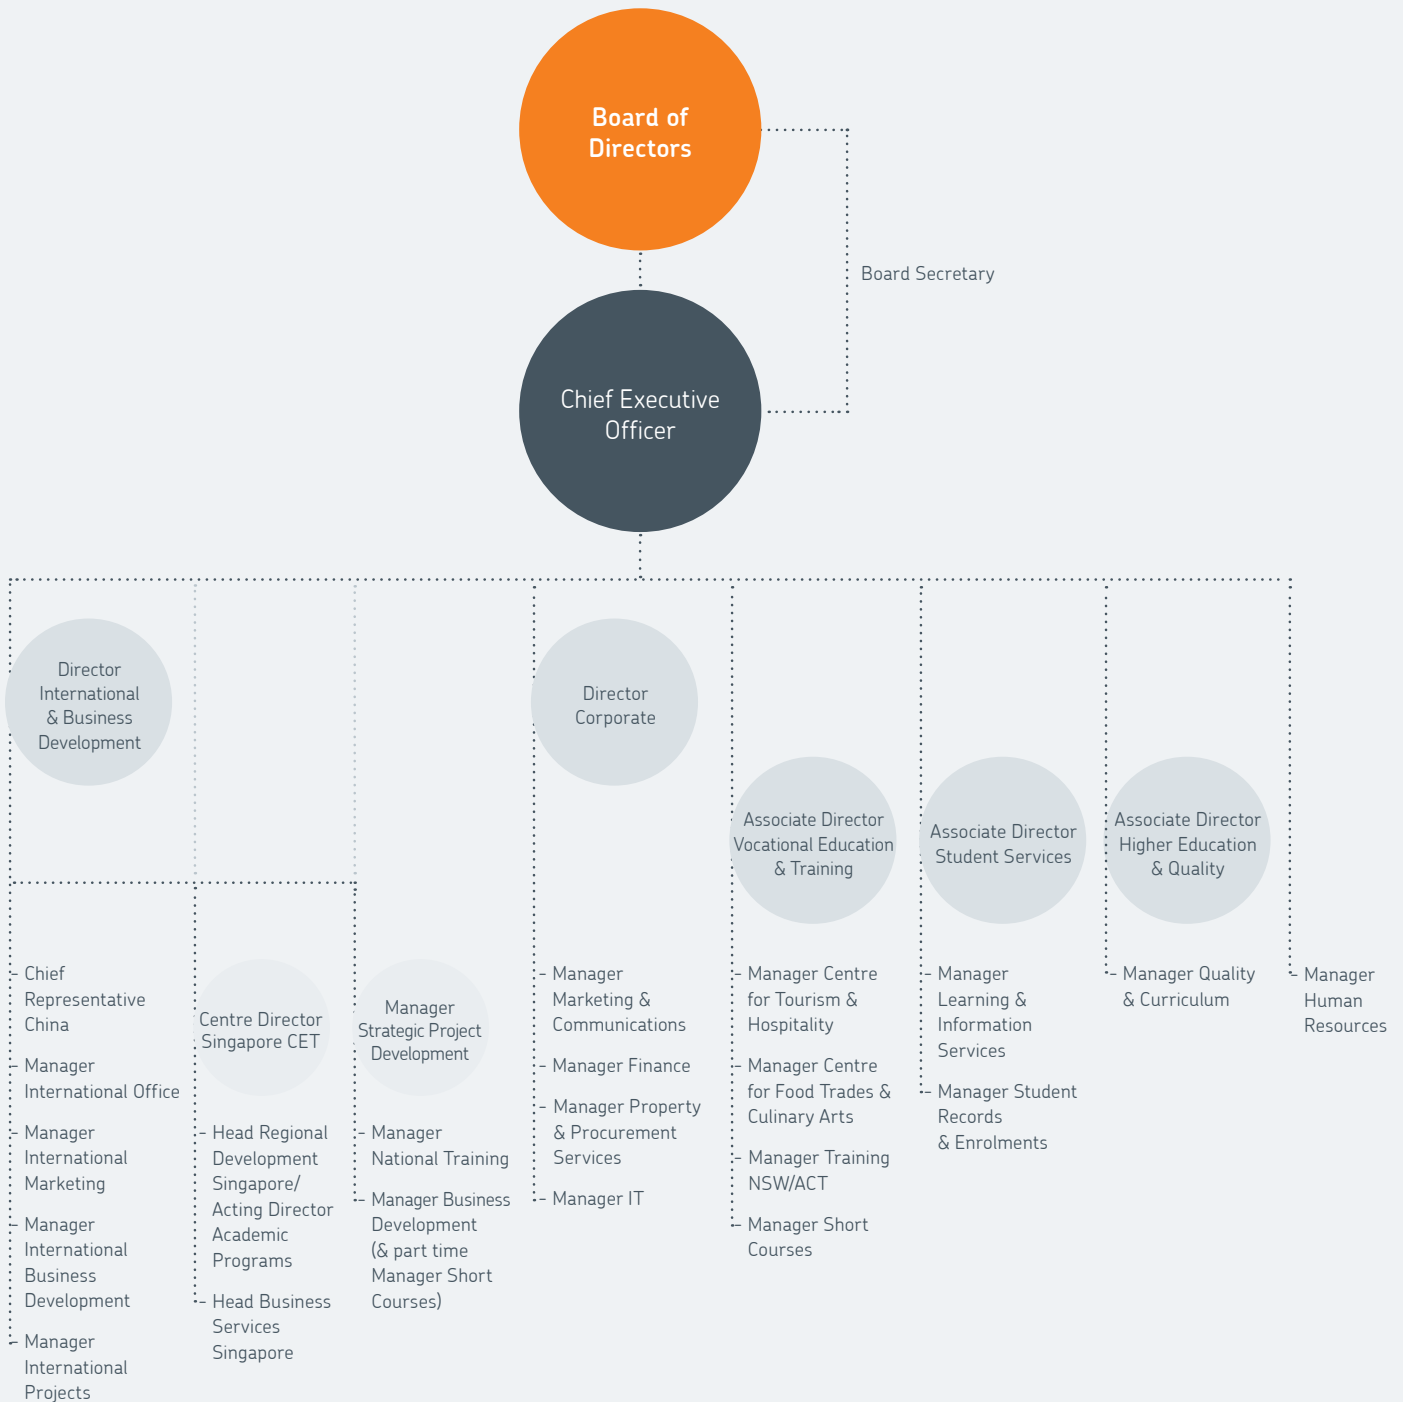 Board of
Directors
Board Secretary
Chief Executive
Officer
Director
International
& Business
Development
Director
Corporate
Associate Director
Vocational Education
& Training
Associate Director
Student Services
Associate Director
Higher Education
& Quality
- Chief
Representative
China
- Manager
International Office
- Manager
International
Marketing
- Manager
International
Business
Development
- Manager
International
Projects
Centre Director
Singapore CET
- Head Regional
Development
Singapore/
Acting Director
Academic
Programs
- Head Business
Services
Singapore
Manager
Strategic Project
Development
- Manager
National Training
- Manager Business
Development
(& part time
Manager Short
Courses)
- Manager
Marketing &
Communications
- Manager Finance
- Manager Property
& Procurement
Services
- Manager IT
- Manager Centre
for Tourism &
Hospitality
- Manager Centre
for Food Trades &
Culinary Arts
- Manager Training
NSW/ACT
- Manager Short
Courses
- Manager
Learning &
Information
Services
- Manager Student
Records
& Enrolments
- Manager Quality
& Curriculum
- Manager
Human
Resources